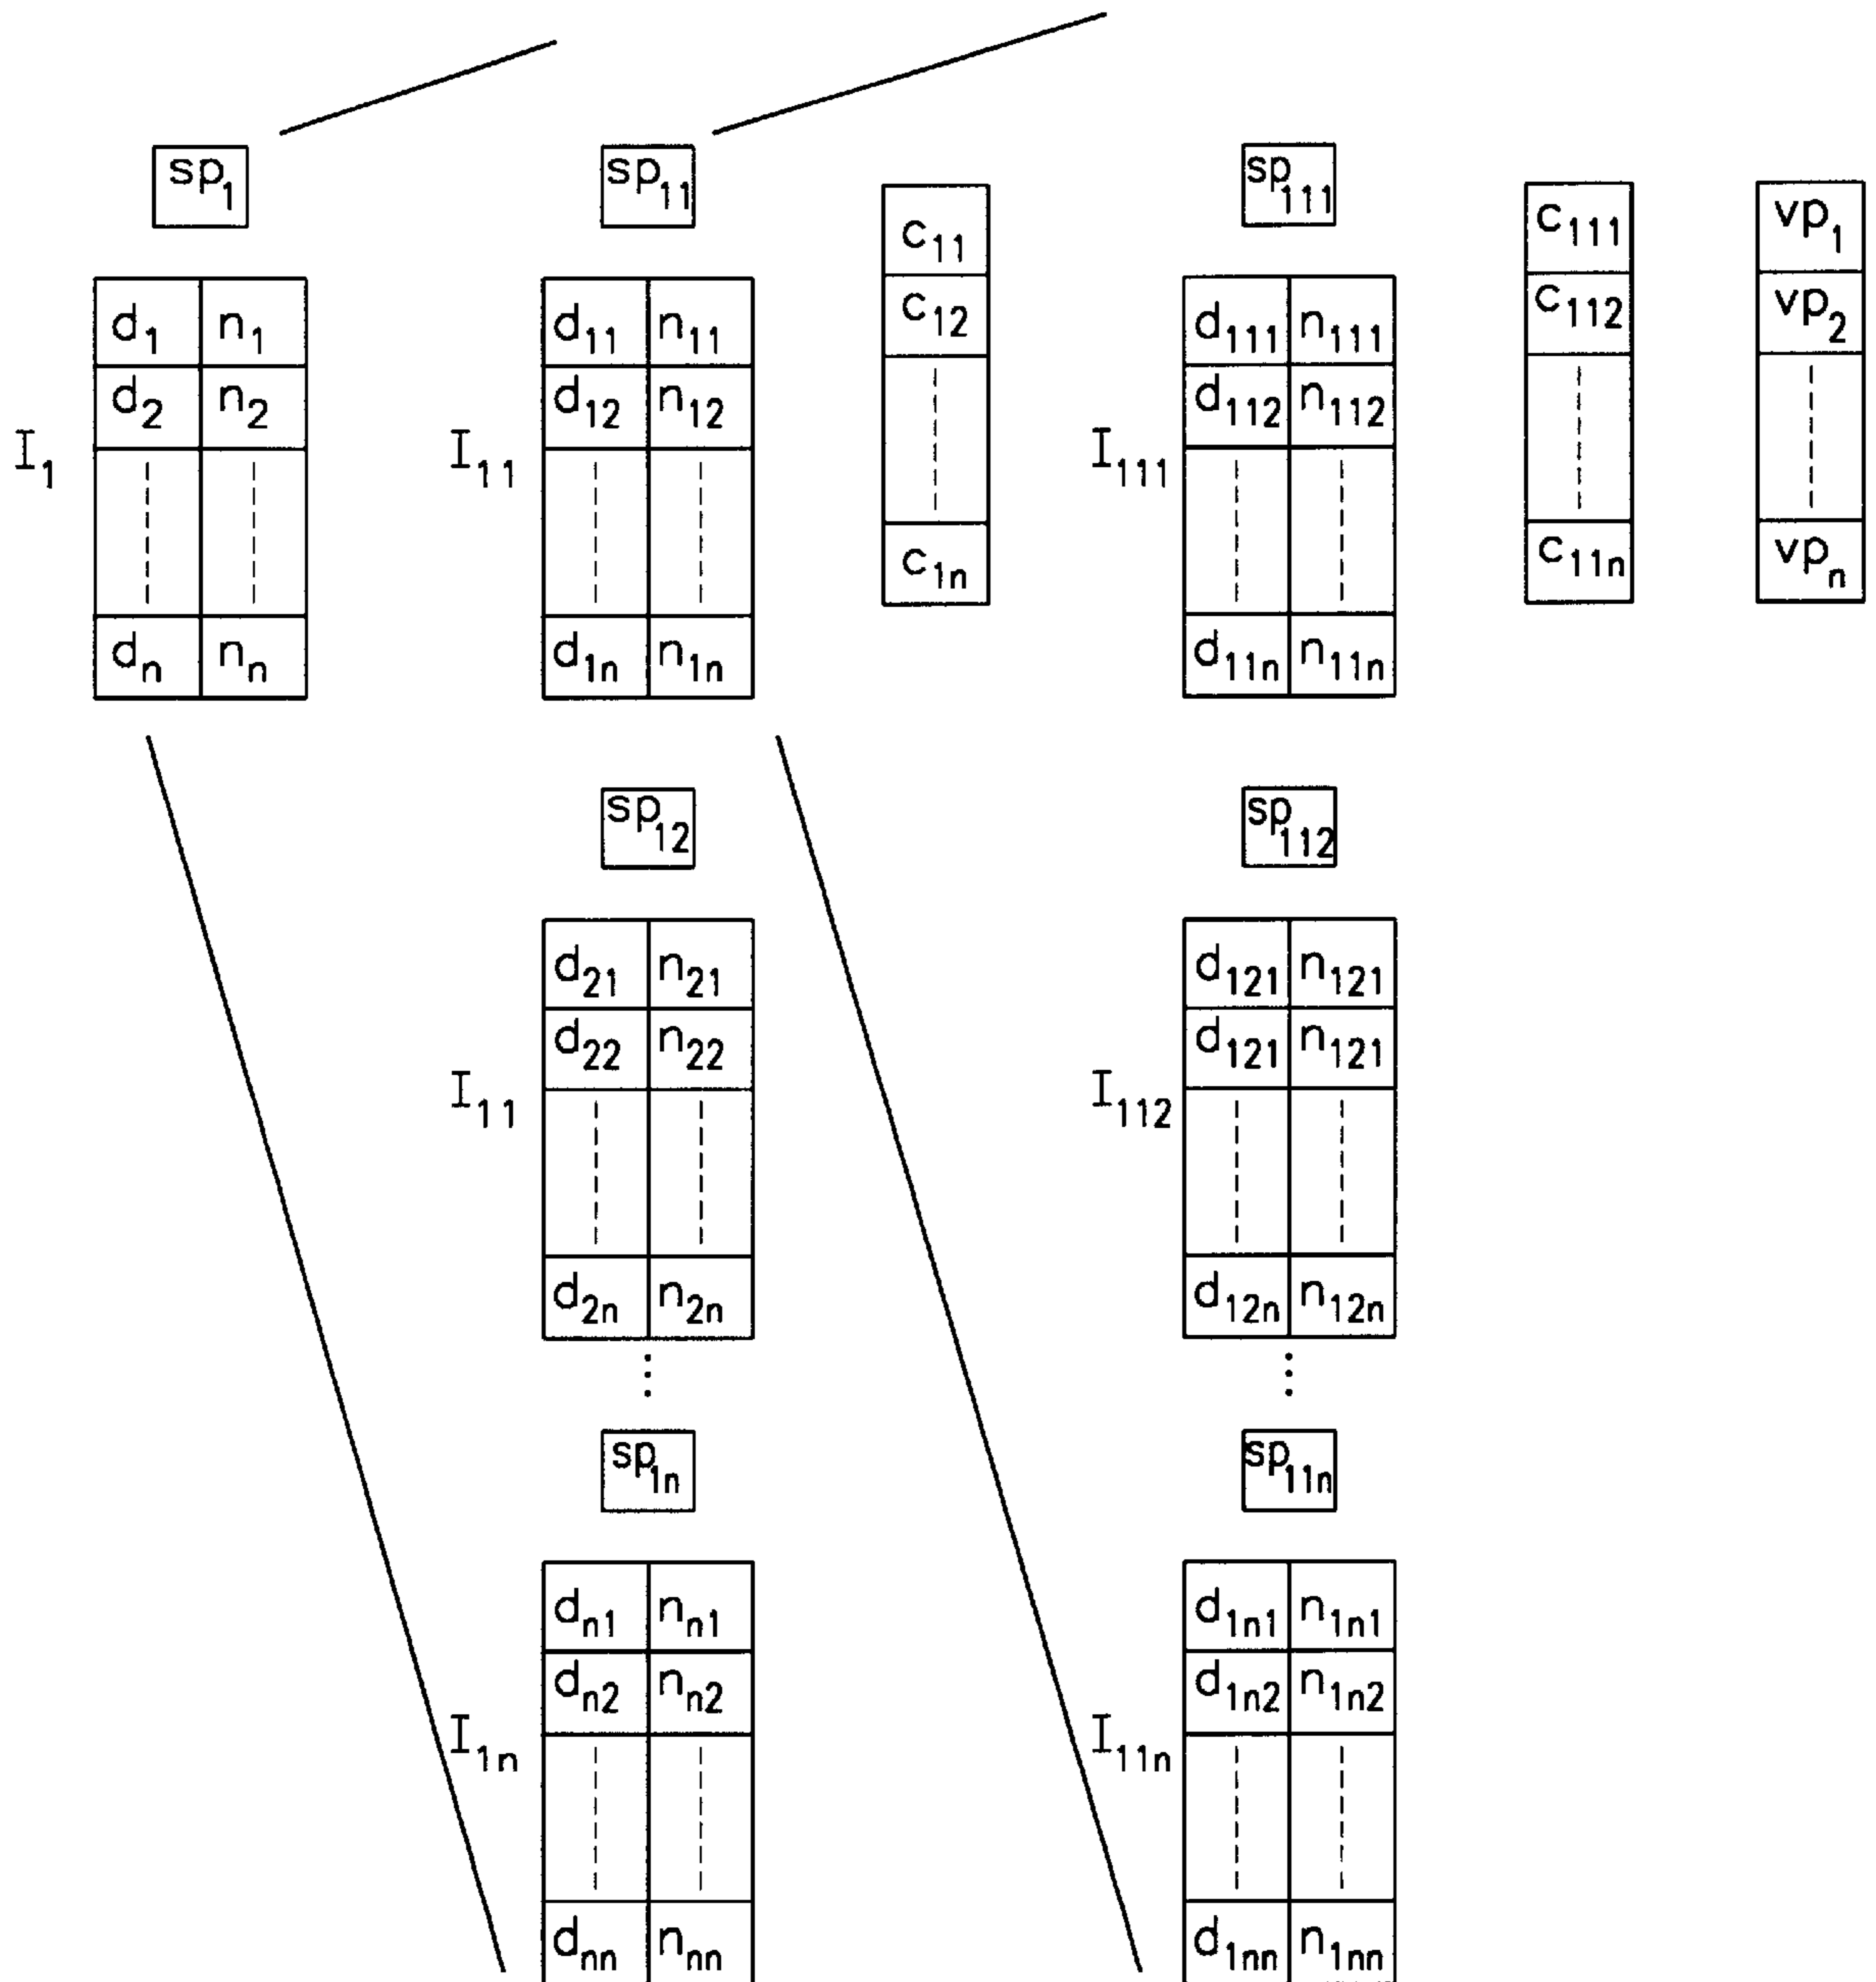 sp₁ sp₁₁ sp₁₁₁
c₁₁ c₁₁₁ vp₁
d₁ n₁ d₁₁ n₁₁ c₁₂ d₁₁₁ n₁₁₁ c₁₁₂ vp₂
d₂ n₂ d₁₂ n₁₂ d₁₁₂ n₁₁₂
I₁ I₁₁ I₁₁₁
c₁ₙ c₁₁ₙ vpₙ
dₙ nₙ d₁ₙ n₁ₙ d₁₁ₙ n₁₁ₙ
sp₁₂ sp₁₁₂
d₂₁ n₂₁ d₁₂₁ n₁₂₁
d₂₂ n₂₂ d₁₂₁ n₁₂₁
I₁₁ I₁₁₂
d₂ₙ n₂ₙ d₁₂ₙ n₁₂ₙ
sp₁ₙ sp₁₁ₙ
dₙ₁ nₙ₁ d₁ₙ₁ n₁ₙ₁
dₙ₂ nₙ₂ d₁ₙ₂ n₁ₙ₂
I₁ₙ I₁₁ₙ
dₙₙ nₙₙ d₁ₙₙ n₁ₙₙ